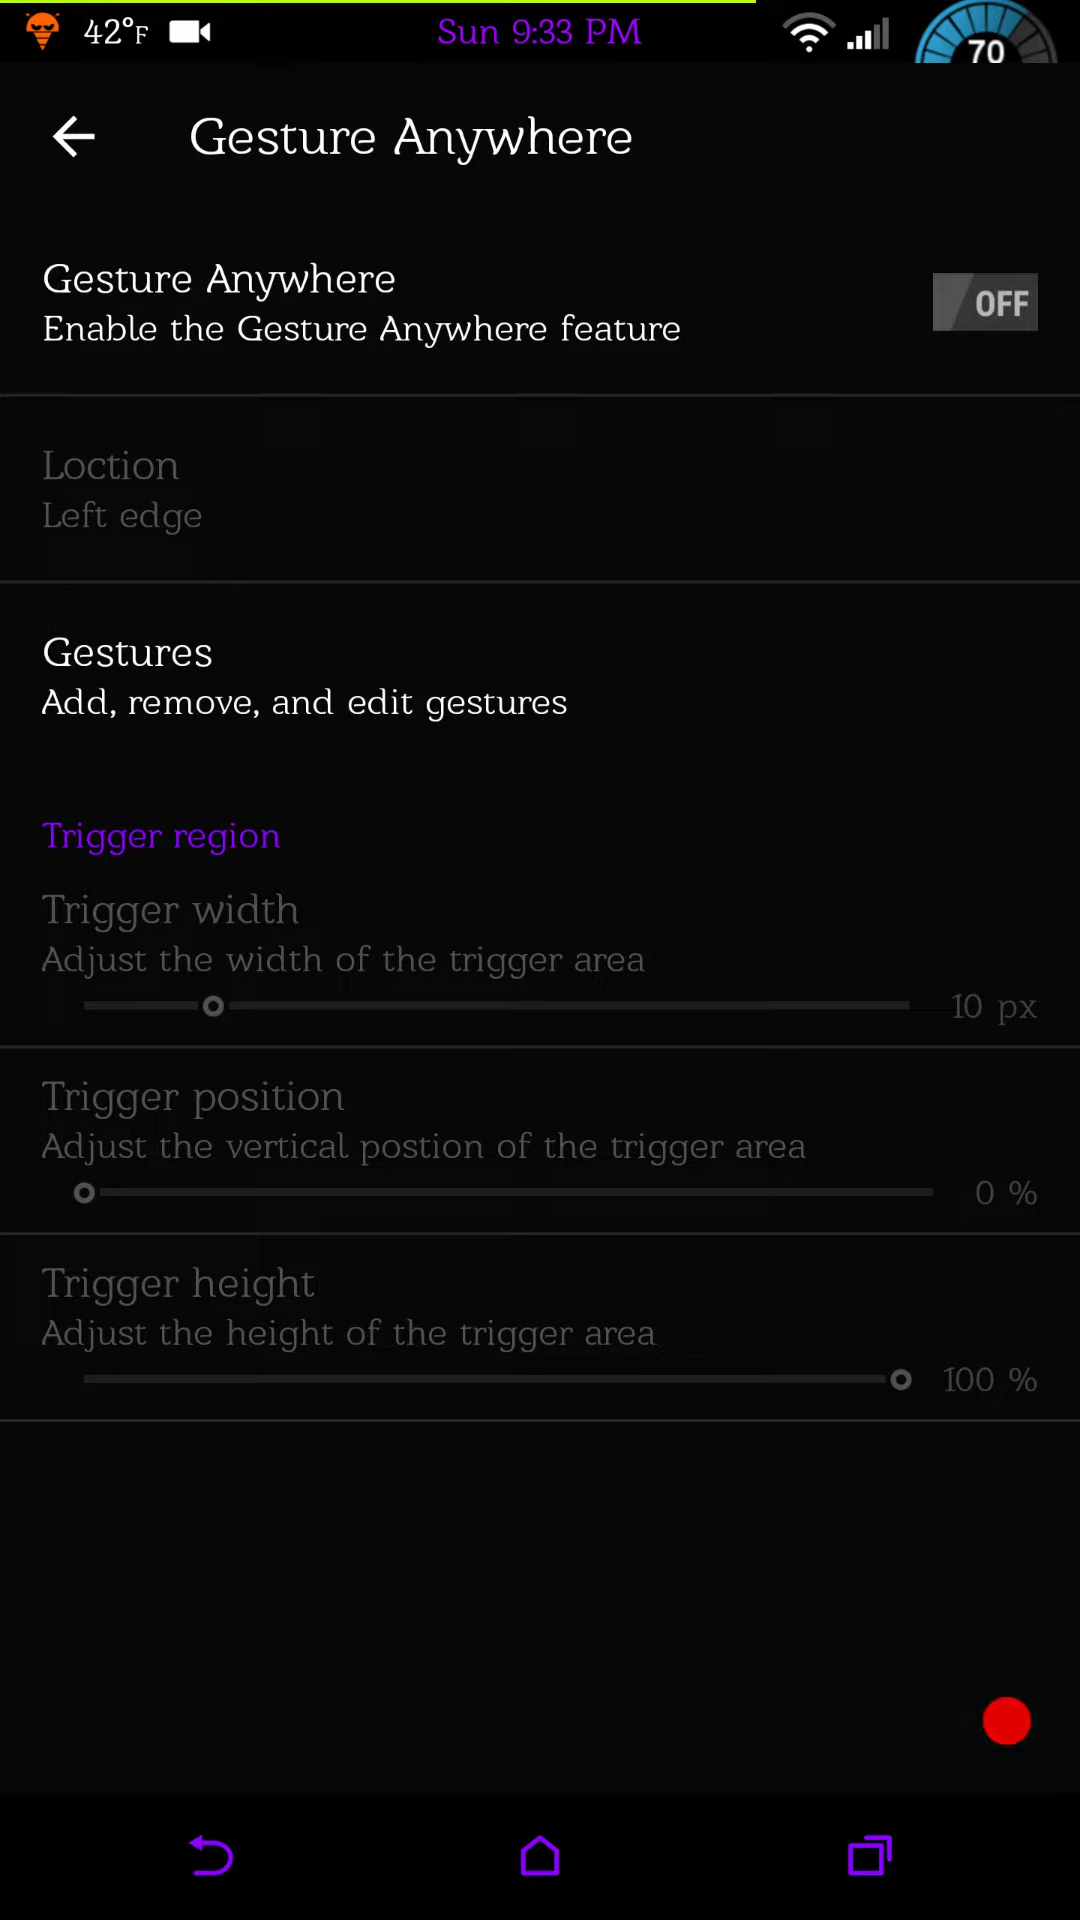 42°F Sun 9:33 PM 70
Gesture Anywhere
Gesture Anywhere
Enable the Gesture Anywhere feature
OFF
Loction
Left edge
Gestures
Add, remove, and edit gestures
Trigger region
Trigger width
Adjust the width of the trigger area
10 px
Trigger position
Adjust the vertical postion of the trigger area
0 %
Trigger height
Adjust the height of the trigger area
100 %